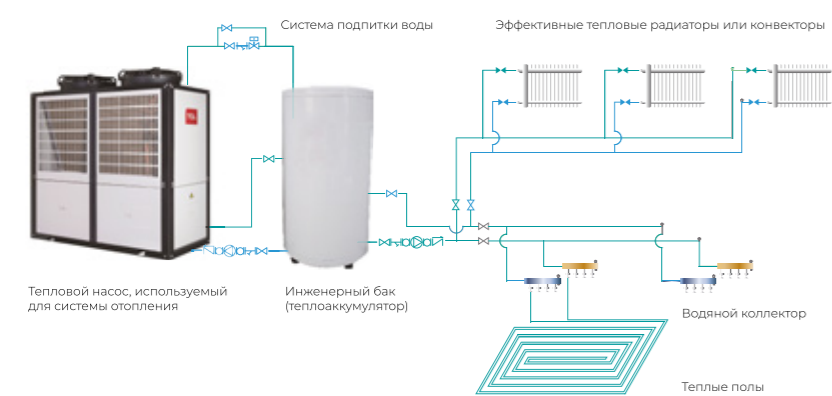 Система подпитки воды
Эффективные тепловые радиаторы или конвекторы
TCL
Тепловой насос, используемый
для системы отопления
Инженерный бак
(теплоаккумулятор)
Водяной коллектор
Теплые полы